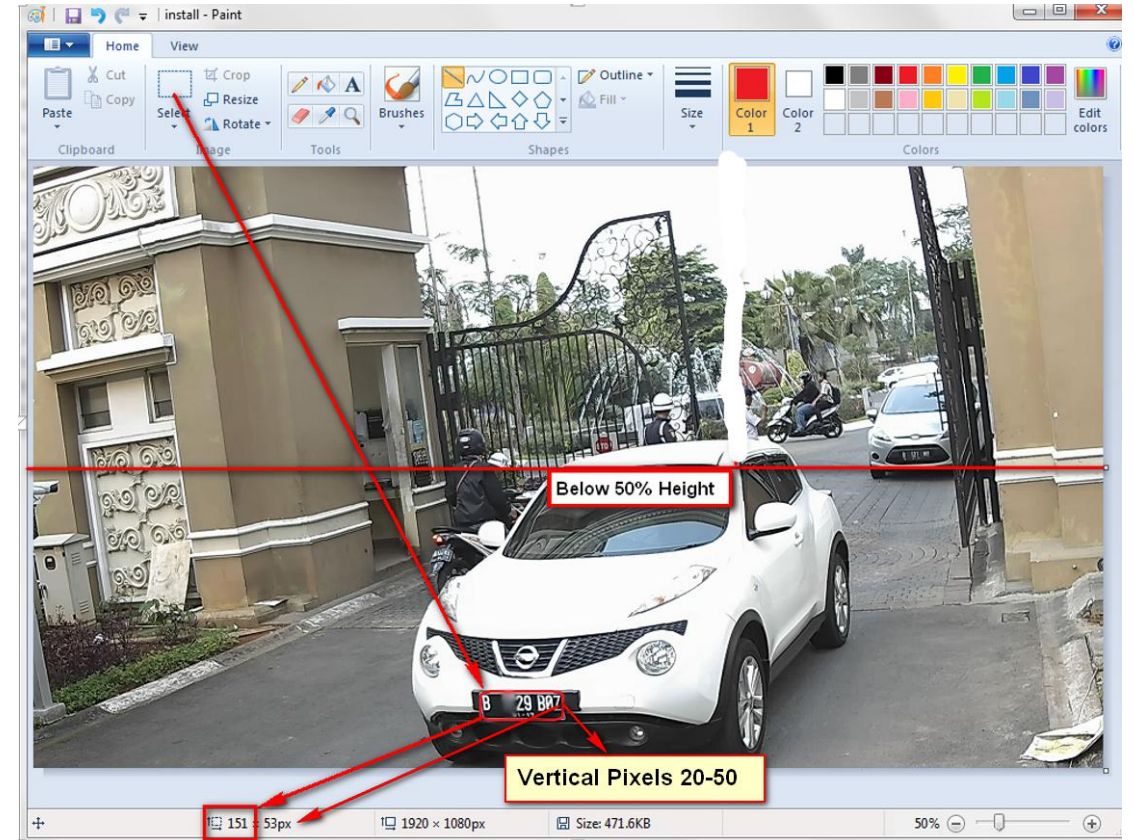 install - Paint
Home View
Paste
Cut
Copy
Clipboard
Select
Crop
Resize
Rotate
Image
A
Tools
Brushes
Outline
Fill
Shapes
Size
Color 1
Color 2
Edit colors
Colors
Below 50% Height
B 29 B0Z
Vertical Pixels 20-50
151 × 53px
1920 × 1080px
Size: 471.6KB
50%